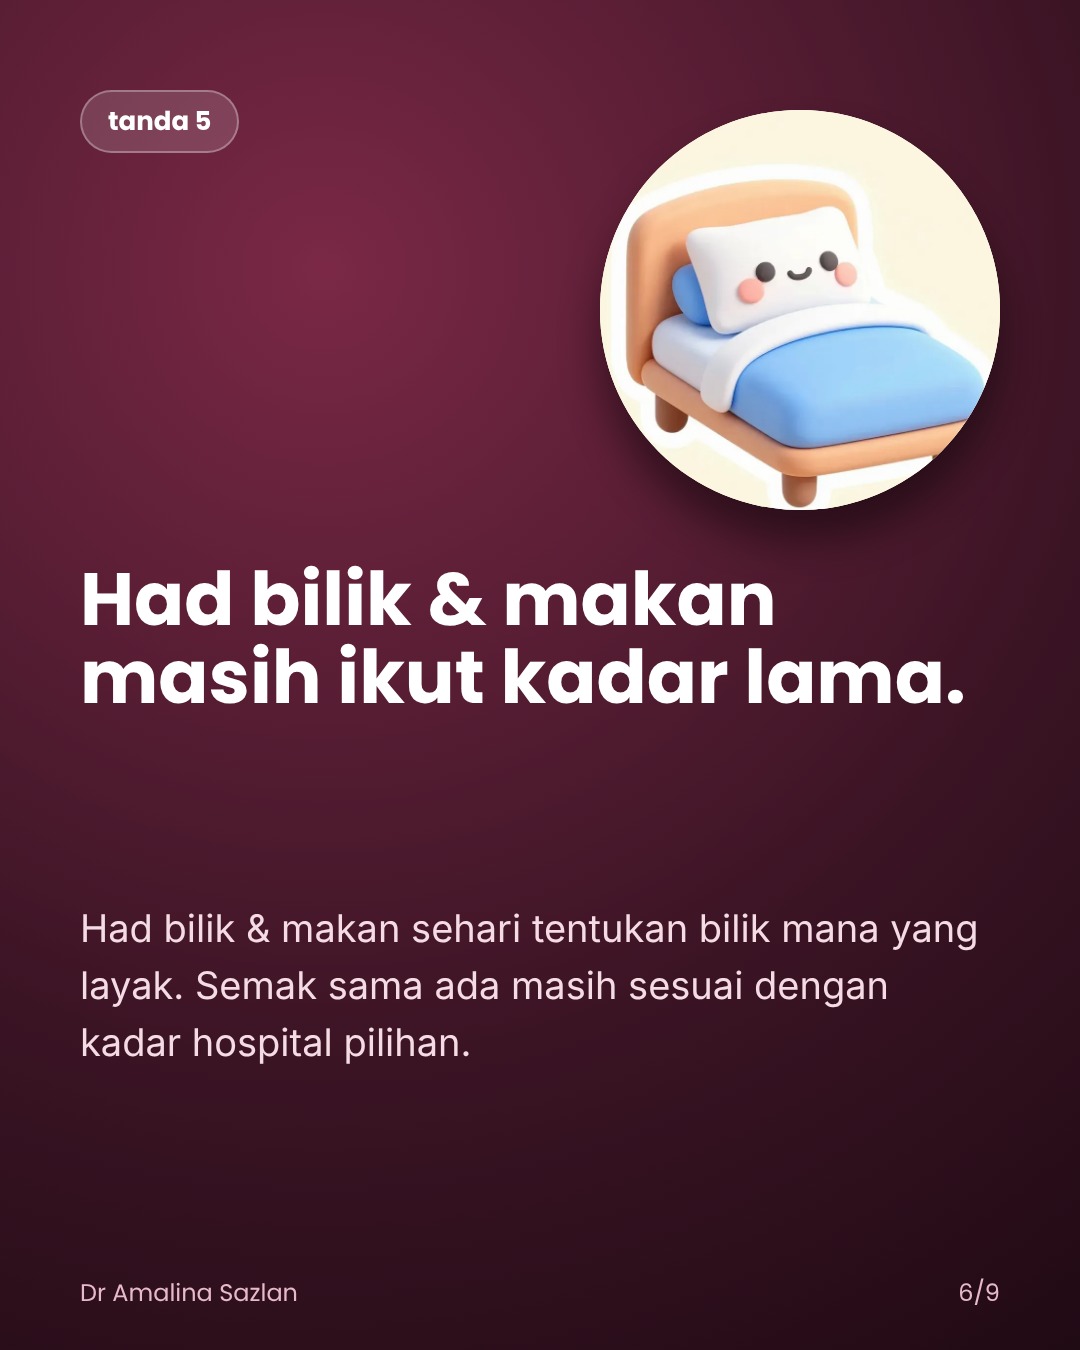 tanda 5
Had bilik & makan
masih ikut kadar lama.
Had bilik & makan sehari tentukan bilik mana yang
layak. Semak sama ada masih sesuai dengan
kadar hospital pilihan.
Dr Amalina Sazlan
6/9